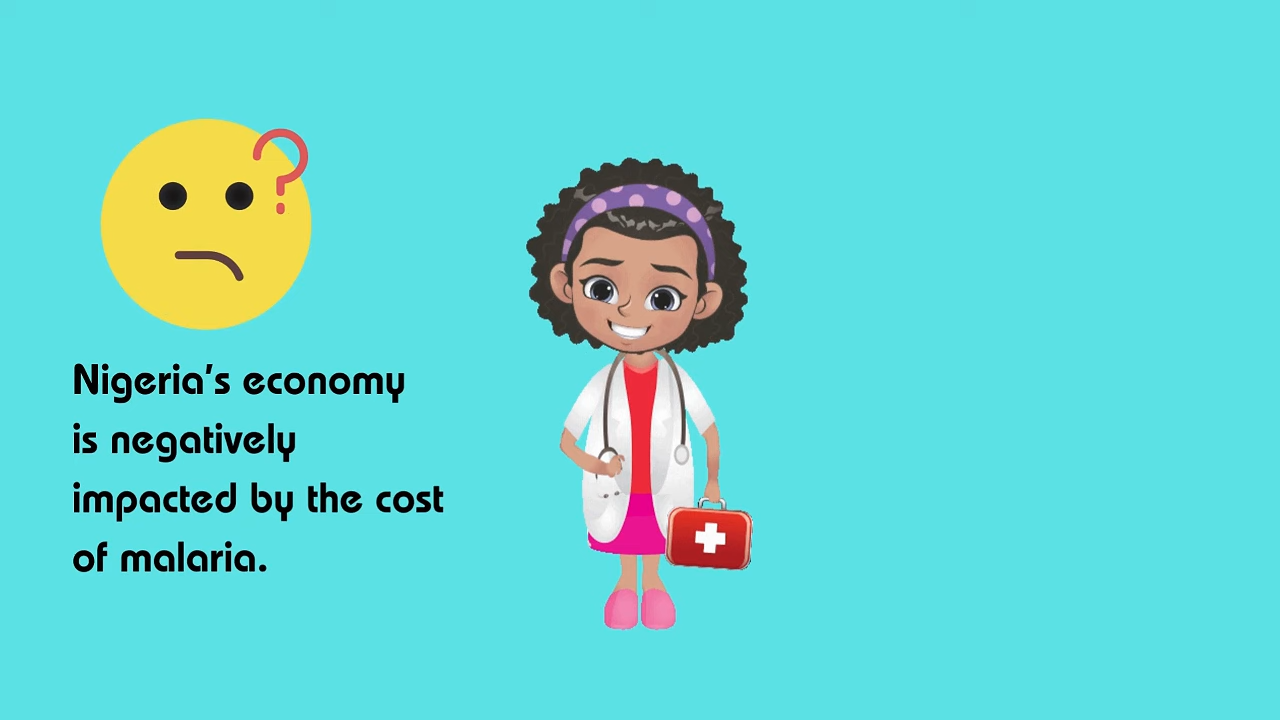 Nigeria's economy
is negatively
impacted by the cost
of malaria.